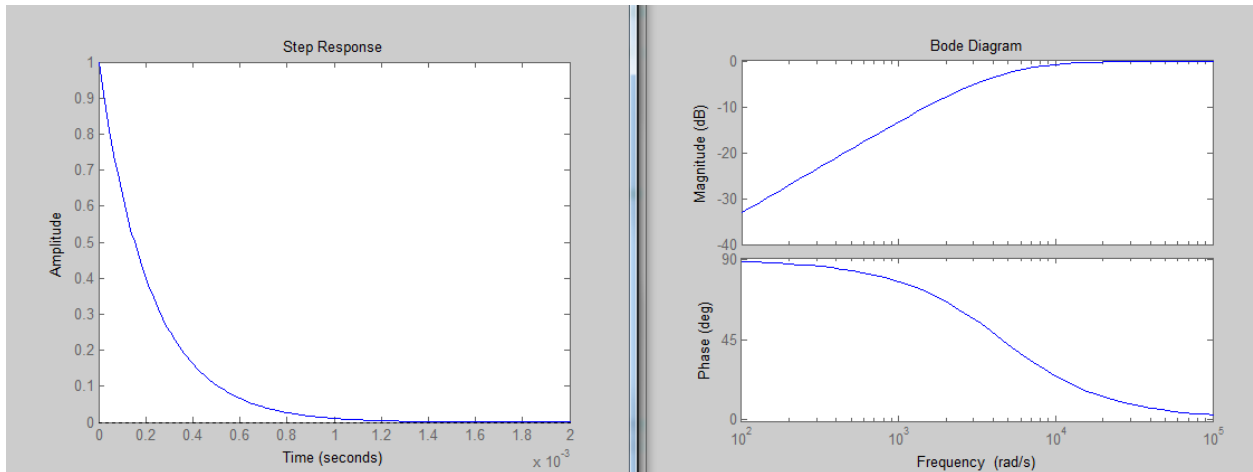 Step Response
1
0.9
0.8
0.7
0.6
0.5
0.4
0.3
0.2
0.1
0
Amplitude
0 0.2 0.4 0.6 0.8 1 1.2 1.4 1.6 1.8 2
Time (seconds)
x 10⁻³
Bode Diagram
0
-10
-20
-30
-40
Magnitude (dB)
90
45
0
Phase (deg)
10² 10³ 10⁴ 10⁵
Frequency (rad/s)